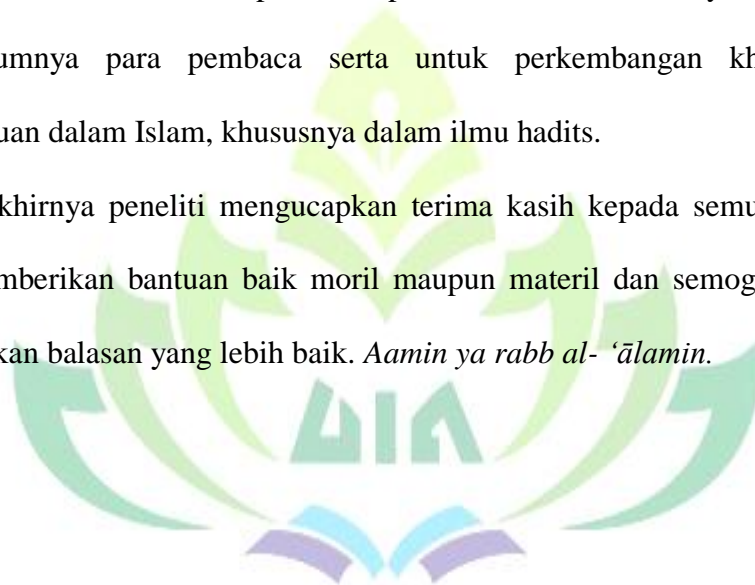 umnya para pembaca serta untuk perkembangan kh
uan dalam Islam, khususnya dalam ilmu hadits.
khirnya peneliti mengucapkan terima kasih kepada semu
mberikan bantuan baik moril maupun materil dan semog
kan balasan yang lebih baik. Aamin ya rabb al- ‘ālamin.
UIN